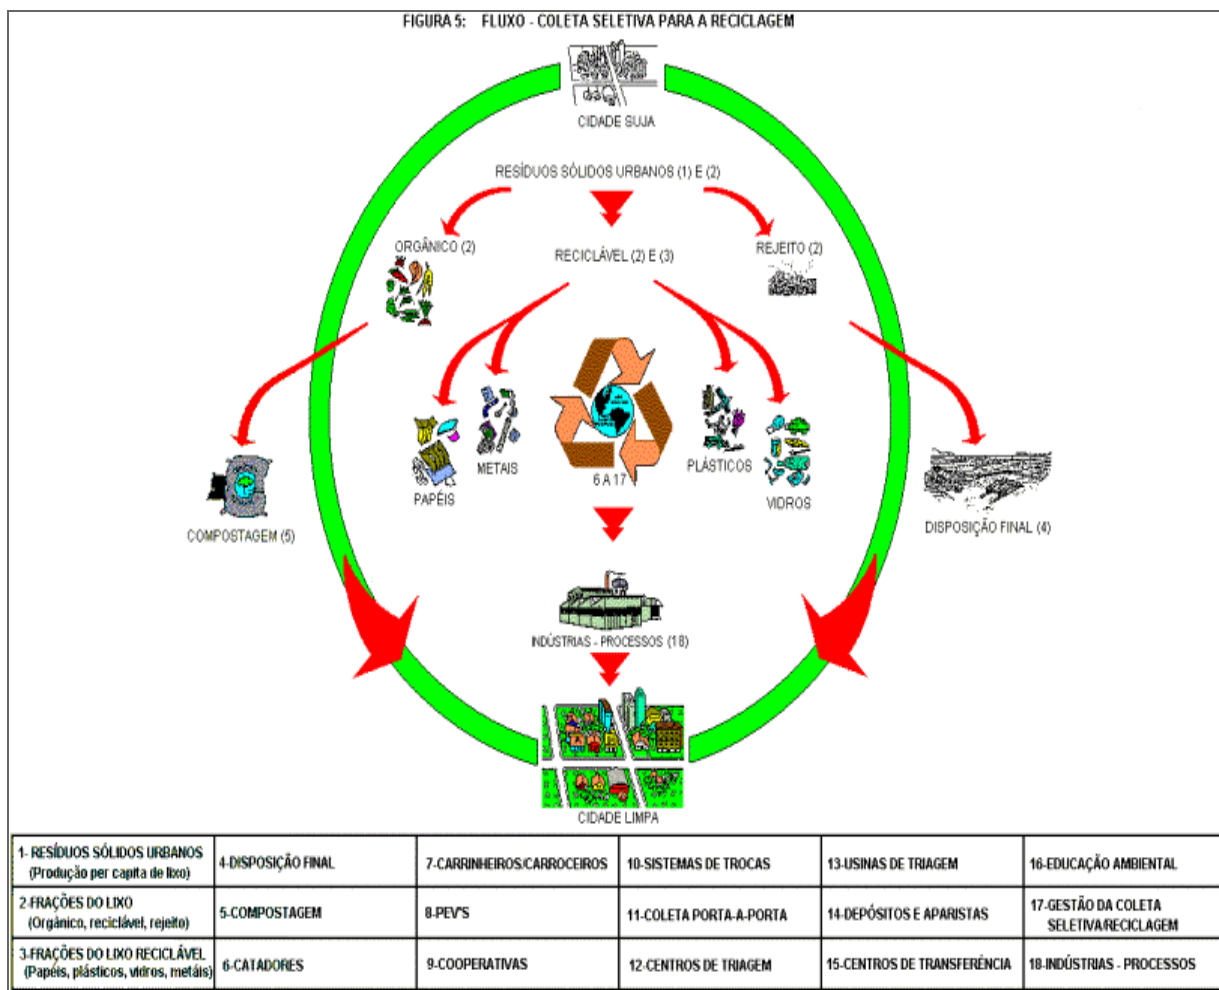 FIGURA 5: FLUXO - COLETA SELETIVA PARA A RECICLAGEM
CIDADE SUJA
RESÍDUOS SÓLIDOS URBANOS (1) E (2)
ORGÂNICO (2)
RECICLÁVEL (2) E (3)
REJEITO (2)
PAPÉIS
METAIS
6 A 17
PLÁSTICOS
VIDROS
COMPOSTAGEM (5)
DISPOSIÇÃO FINAL (4)
INDÚSTRIAS - PROCESSOS (18)
CIDADE LIMPA
1- RESÍDUOS SÓLIDOS URBANOS
(Produção per capita de lixo)
4-DISPOSIÇÃO FINAL
7-CARRINHEIROS/CARROCEIROS
10-SISTEMAS DE TROCAS
13-USINAS DE TRIAGEM
16-EDUCAÇÃO AMBIENTAL
2-FRAÇÕES DO LIXO
(Orgânico, reciclável, rejeito)
5-COMPOSTAGEM
8-PEV'S
11-COLETA PORTA-A-PORTA
14-DEPÓSITOS E APARISTAS
17-GESTÃO DA COLETA
SELETIVA/RECICLAGEM
3-FRAÇÕES DO LIXO RECICLÁVEL
(Papéis, plásticos, vidros, metáis)
6-CATADORES
9-COOPERATIVAS
12-CENTROS DE TRIAGEM
15-CENTROS DE TRANSFERÊNCIA
18-INDÚSTRIAS - PROCESSOS